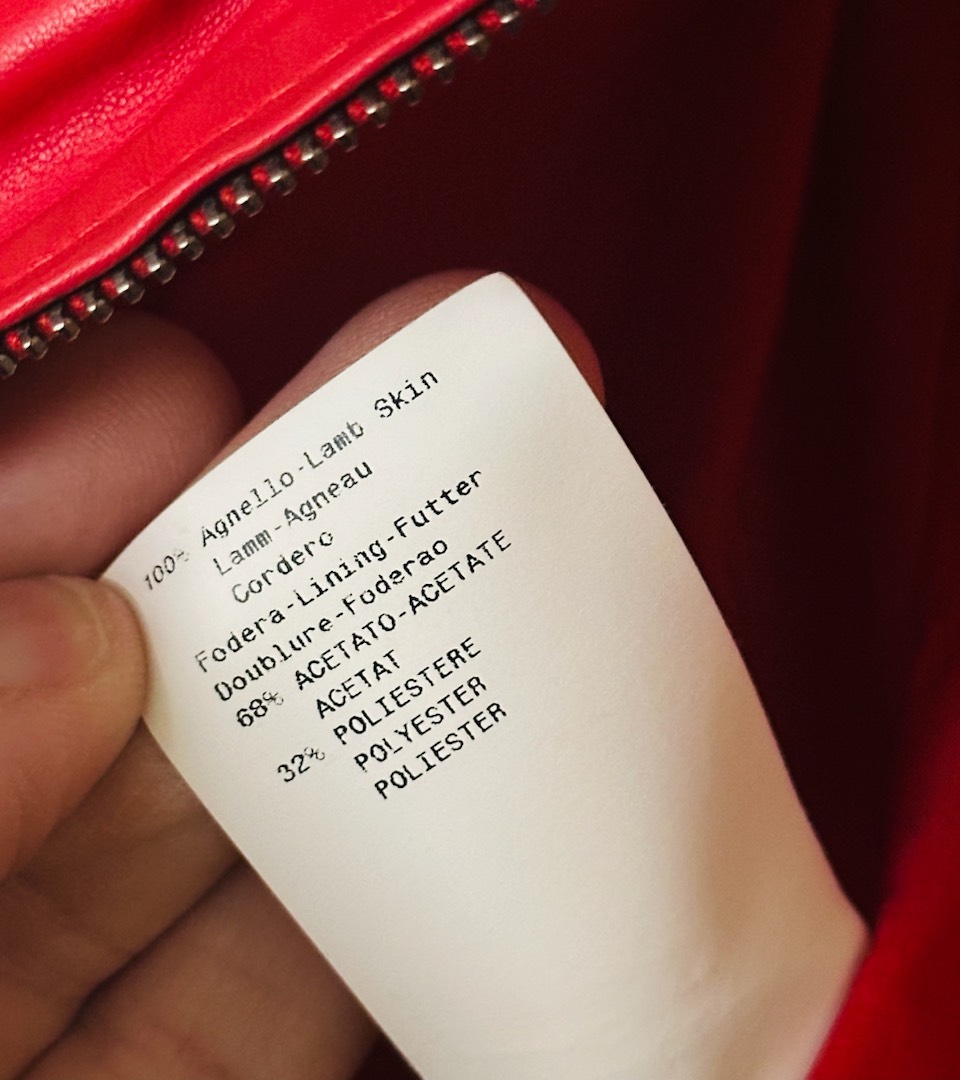 100% Agnello-Lamb Skin
Lamm-Agneau
Cordero
Fodera-Lining-Futter
Doublure-Foderao
68% ACETATO-ACETATE
ACETAT
32% POLIESTERE
POLYESTER
POLIESTER